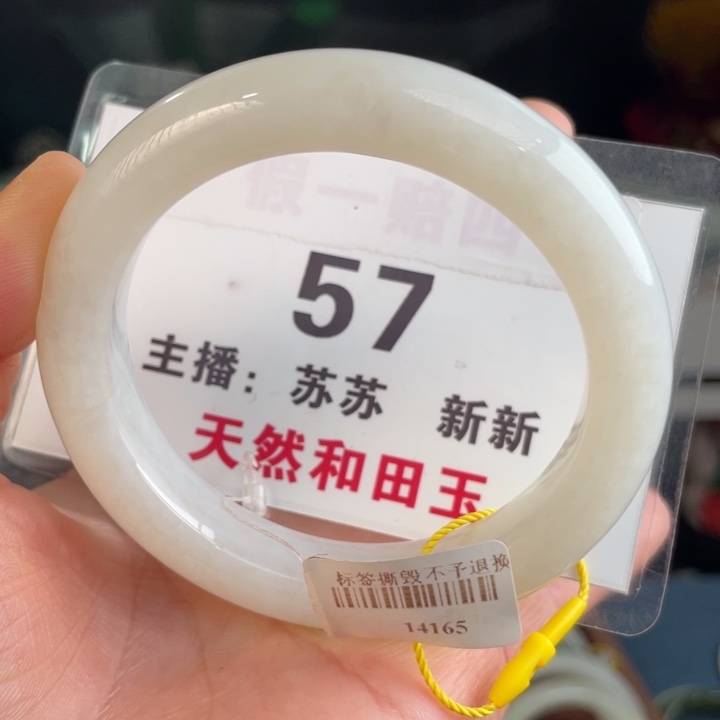 假一赔四
57
主播：苏苏 新新
天然和田玉
标签撕毁不予退换
14165